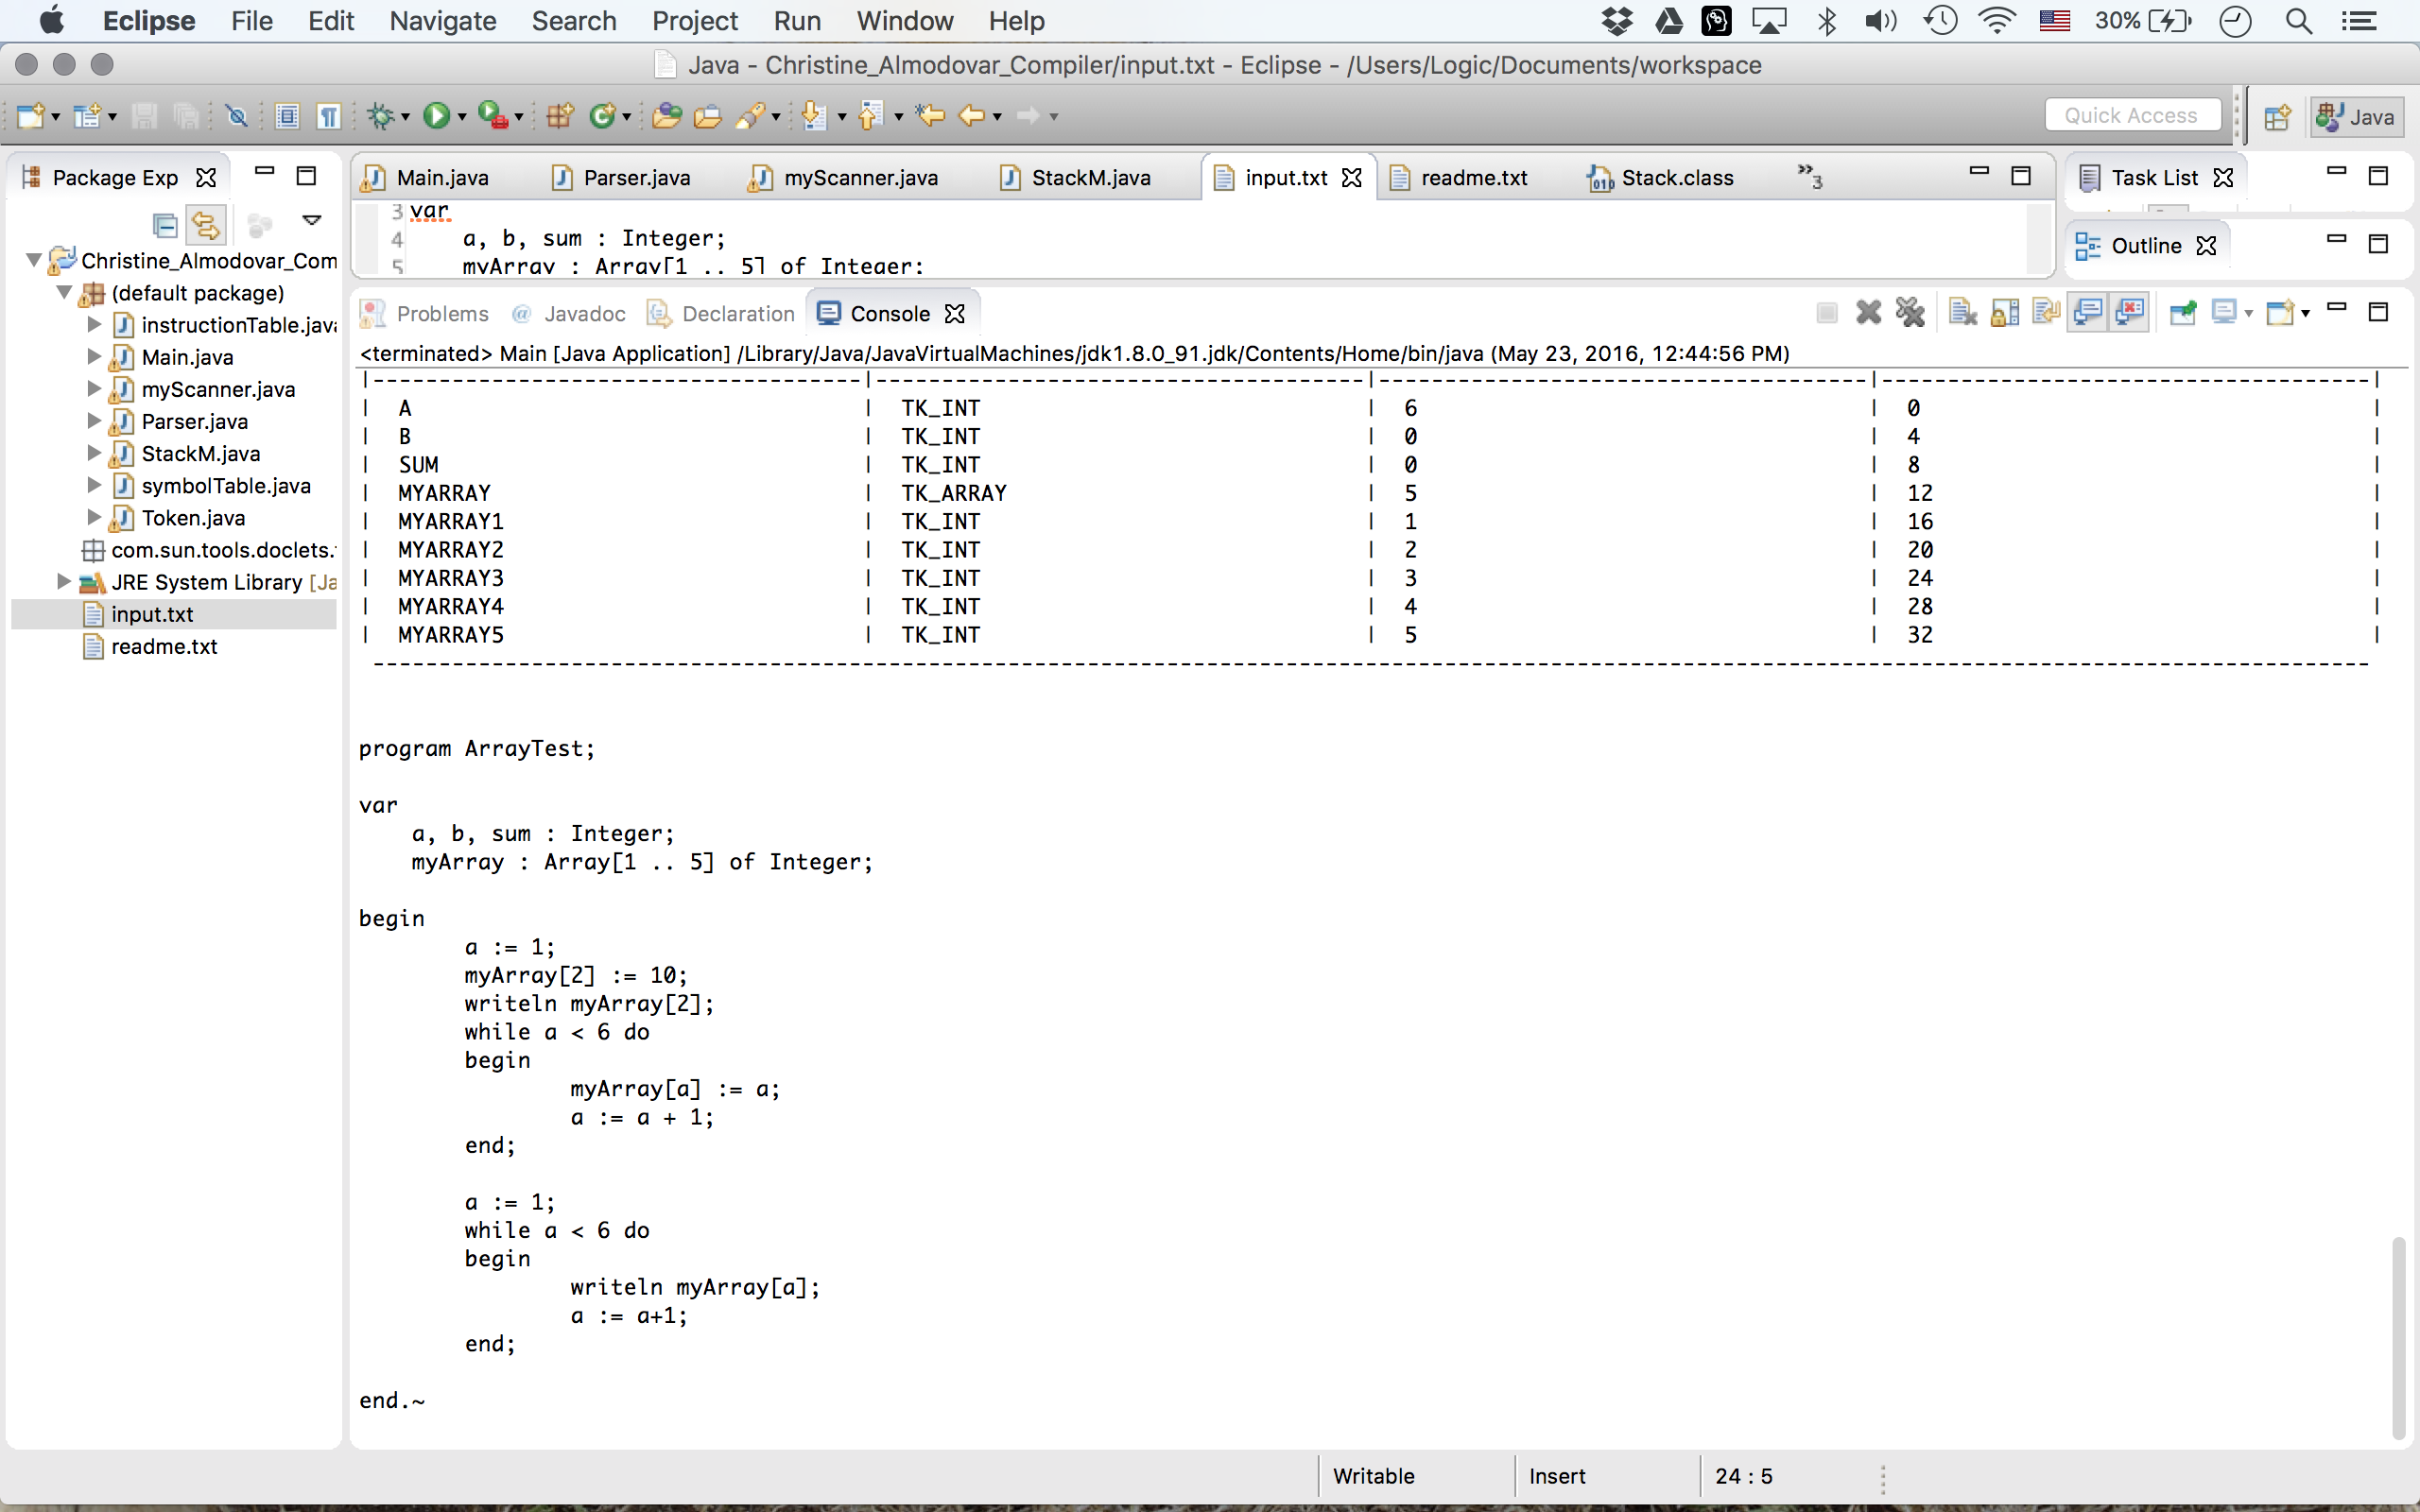 Eclipse File Edit Navigate Search Project Run Window Help 30%
Java - Christine_Almodovar_Compiler/input.txt - Eclipse - /Users/Logic/Documents/workspace
Quick Access Java
Package Exp
Christine_Almodovar_Com
(default package)
instructionTable.java
Main.java
myScanner.java
Parser.java
StackM.java
symbolTable.java
Token.java
com.sun.tools.doclets.
JRE System Library [Ja
input.txt
readme.txt
Main.java Parser.java myScanner.java StackM.java input.txt readme.txt Stack.class »3
3 var
4 a, b, sum : Integer;
5 myArray : Array[1 .. 5] of Integer;
Task List
Outline
Problems @ Javadoc Declaration Console
<terminated> Main [Java Application] /Library/Java/JavaVirtualMachines/jdk1.8.0_91.jdk/Contents/Home/bin/java (May 23, 2016, 12:44:56 PM)
|-------------------------------------|-------------------------------------|-------------------------------------|-------------------------------------|
| A | TK_INT | 6 | 0 |
| B | TK_INT | 0 | 4 |
| SUM | TK_INT | 0 | 8 |
| MYARRAY | TK_ARRAY | 5 | 12 |
| MYARRAY1 | TK_INT | 1 | 16 |
| MYARRAY2 | TK_INT | 2 | 20 |
| MYARRAY3 | TK_INT | 3 | 24 |
| MYARRAY4 | TK_INT | 4 | 28 |
| MYARRAY5 | TK_INT | 5 | 32 |
-------------------------------------------------------------------------------------------------------------------------------------------------------
program ArrayTest;
var
a, b, sum : Integer;
myArray : Array[1 .. 5] of Integer;
begin
a := 1;
myArray[2] := 10;
writeln myArray[2];
while a < 6 do
begin
myArray[a] := a;
a := a + 1;
end;
a := 1;
while a < 6 do
begin
writeln myArray[a];
a := a+1;
end;
end.~
Writable Insert 24 : 5